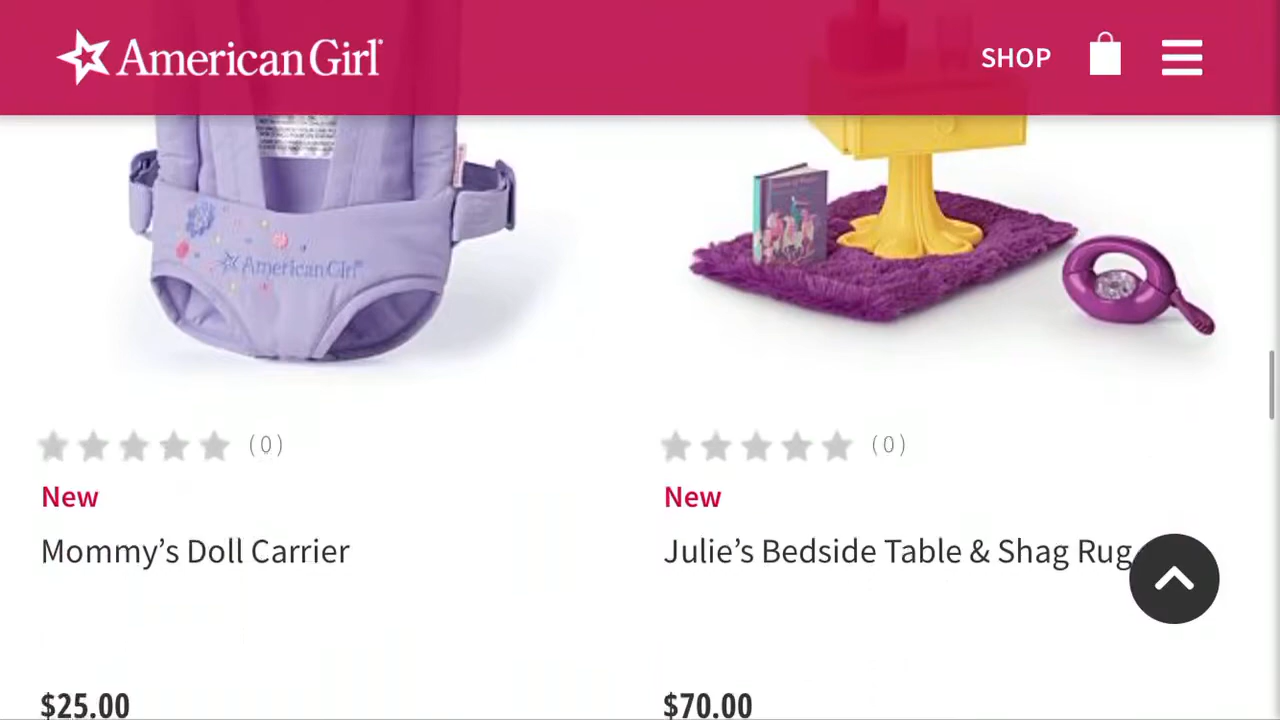 American Girl®
SHOP
American Girl®
(0)
(0)
New
New
Mommy’s Doll Carrier
Julie’s Bedside Table & Shag Rug
$25.00
$70.00